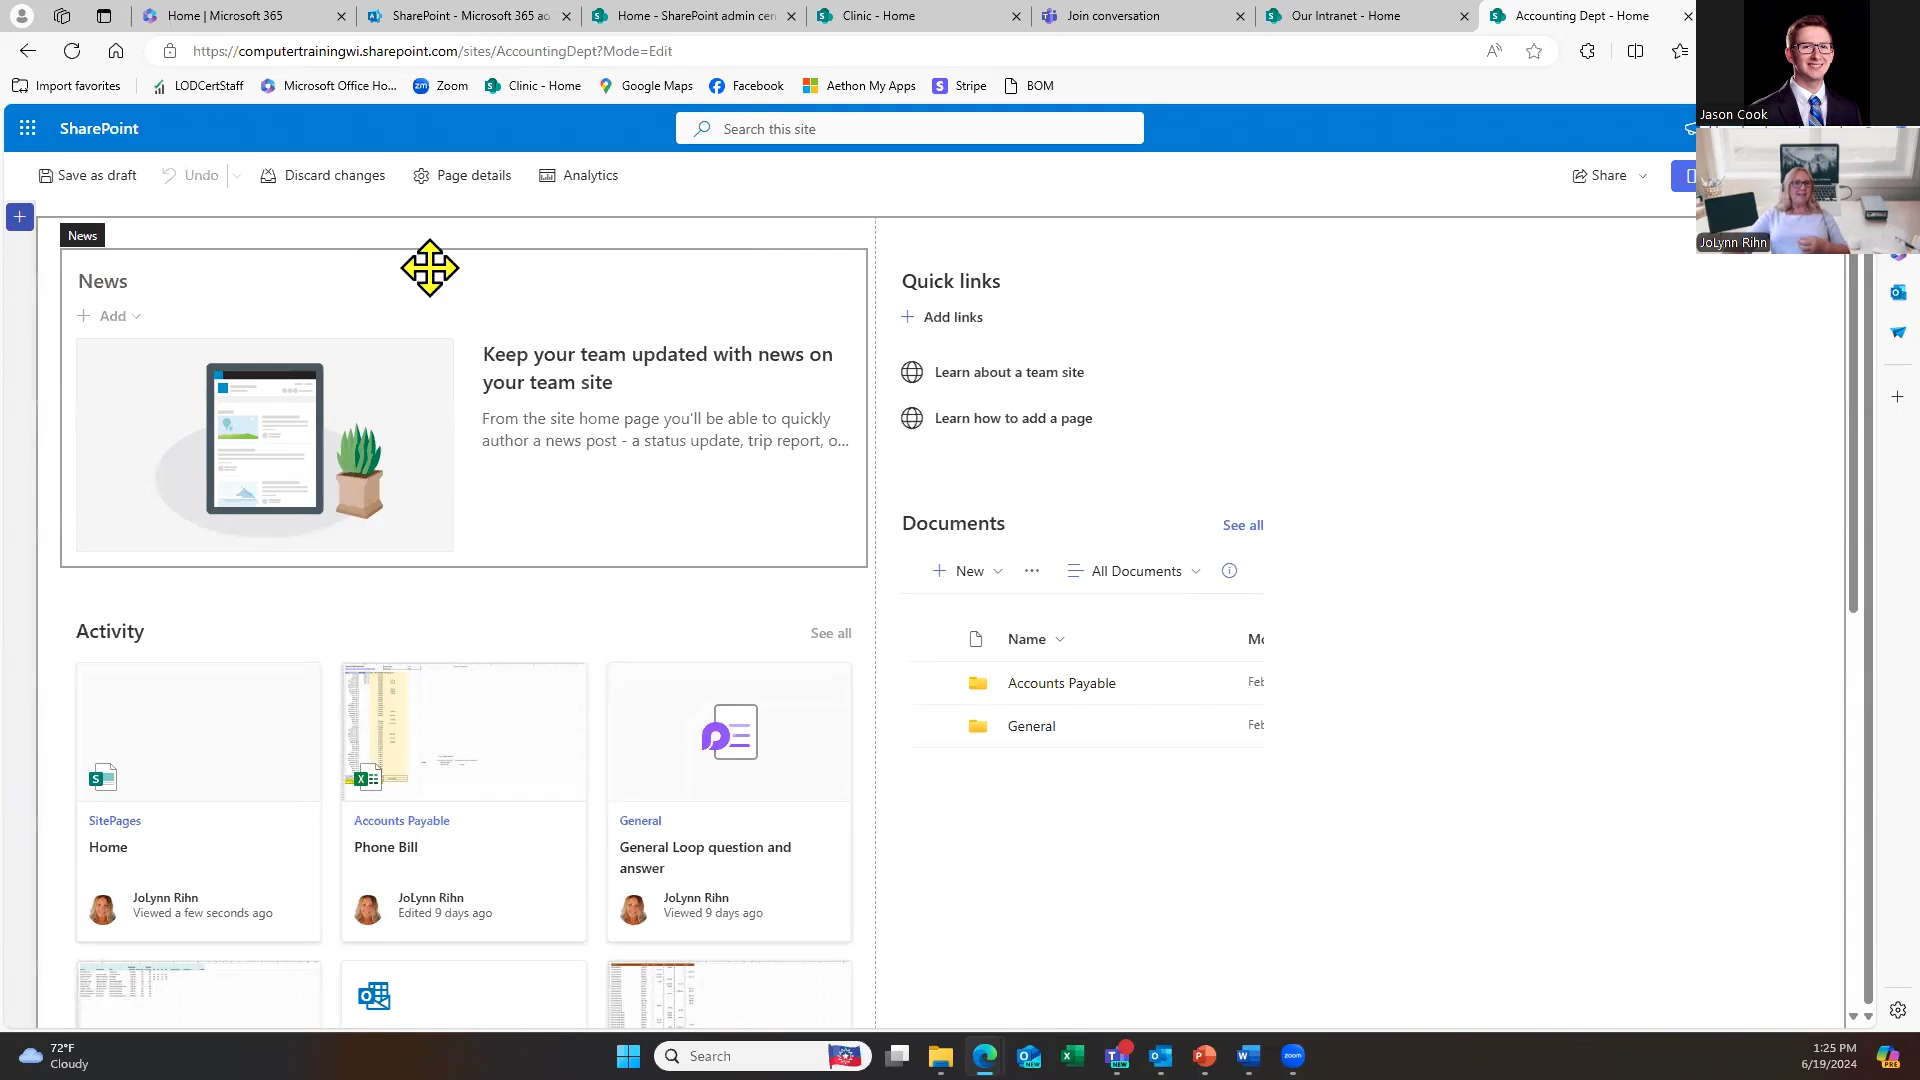 Home | Microsoft 365
SharePoint - Microsoft 365 ad
Home - SharePoint admin cen
Clinic - Home
Join conversation
Our Intranet - Home
Accounting Dept - Home
https://computertrainingwi.sharepoint.com/sites/AccountingDept?Mode=Edit
Import favorites
LODCertStaff
Microsoft Office Ho...
Zoom
Clinic - Home
Google Maps
Facebook
Aethon My Apps
Stripe
BOM
Jason Cook
SharePoint
Search this site
Save as draft
Undo
Discard changes
Page details
Analytics
Share
JoLynn Rihn
News
News
Add
Keep your team updated with news on
your team site
From the site home page you'll be able to quickly
author a news post - a status update, trip report, o...
Quick links
Add links
Learn about a team site
Learn how to add a page
Documents
See all
New
All Documents
Name
Mo
Accounts Payable
Feb
General
Feb
Activity
See all
SitePages
Home
JoLynn Rihn
Viewed a few seconds ago
Accounts Payable
Phone Bill
JoLynn Rihn
Edited 9 days ago
General
General Loop question and
answer
JoLynn Rihn
Viewed 9 days ago
72°F
Cloudy
Search
NEW
NEW
zoom
PRE
1:25 PM
6/19/2024